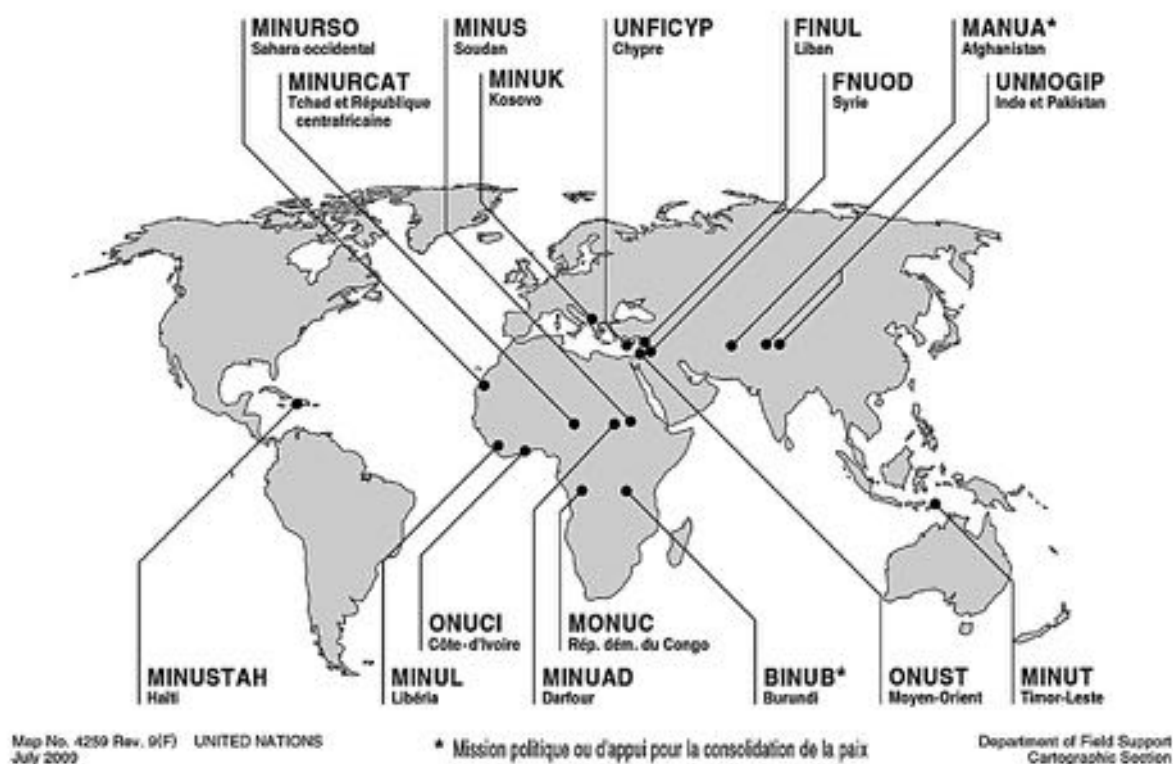 MINURSO
Sahara occidental
MINUS
Soudan
UNFICYP
Chypre
FINUL
Liban
MANUA*
Afghanistan
MINURCAT
Tchad et République
centrafricaine
MINUK
Kosovo
FNUOD
Syrie
UNMOGIP
Inde et Pakistan
ONUCI
Côte-d'Ivoire
MONUC
Rép. dém. du Congo
MINUSTAH
Haïti
MINUL
Libéria
MINUAD
Darfour
BINUB*
Burundi
ONUST
Moyen-Orient
MINUT
Timor-Leste
Map No. 4259 Rev. 9(F) UNITED NATIONS
July 2009
* Mission politique ou d'appui pour la consolidation de la paix
Department of Field Support
Cartographic Section